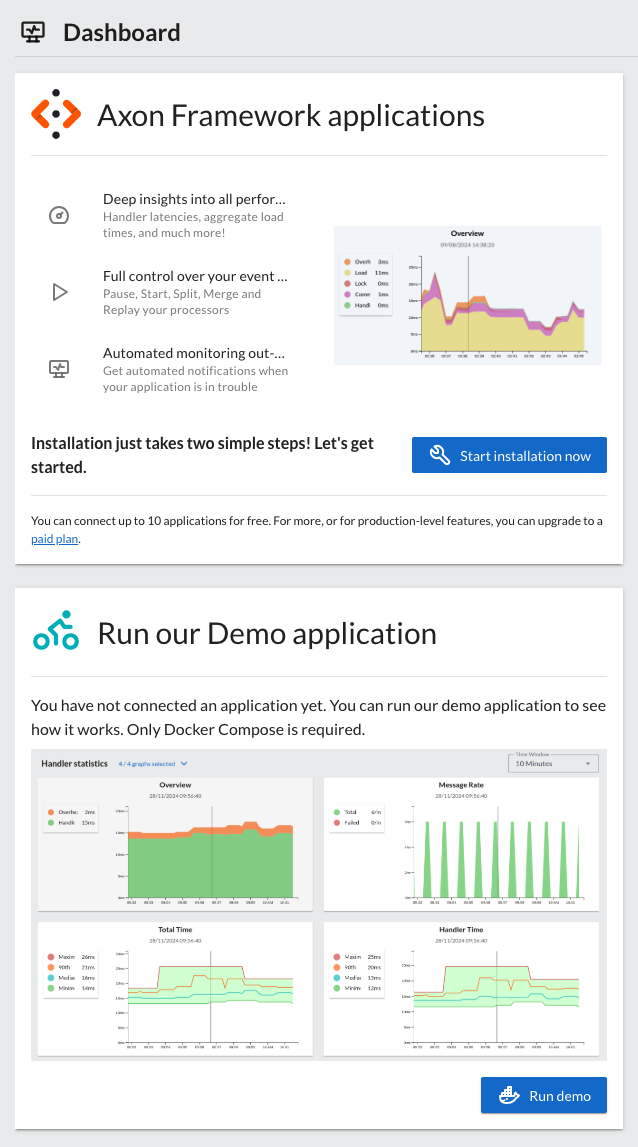 Dashboard
Axon Framework applications
Deep insights into all perfor...
Handler latencies, aggregate load
times, and much more!
Full control over your event ...
Pause, Start, Split, Merge and
Replay your processors
Automated monitoring out-...
Get automated notifications when
your application is in trouble
Overview
09/08/2024 14:38:20
Overh 3ms
Load 11ms
Lock 0ms
Comr 1ms
Handl 0ms
Installation just takes two simple steps! Let's get
started.
Start installation now
You can connect up to 10 applications for free. For more, or for production-level features, you can upgrade to a
paid plan.
Run our Demo application
You have not connected an application yet. You can run our demo application to see
how it works. Only Docker Compose is required.
Handler statistics
4 / 4 graphs selected
Time Window
10 Minutes
Overview
28/11/2024 09:56:40
Overhe: 2ms
Handle 15ms
Message Rate
28/11/2024 09:56:40
Total 6/m
Failed 0/m
Total Time
28/11/2024 09:56:40
Maxim 26ms
90th 21ms
Media 16ms
Minim 14ms
Handler Time
28/11/2024 09:56:40
Maxim 25ms
90th 20ms
Media 15ms
Minim 12ms
Run demo